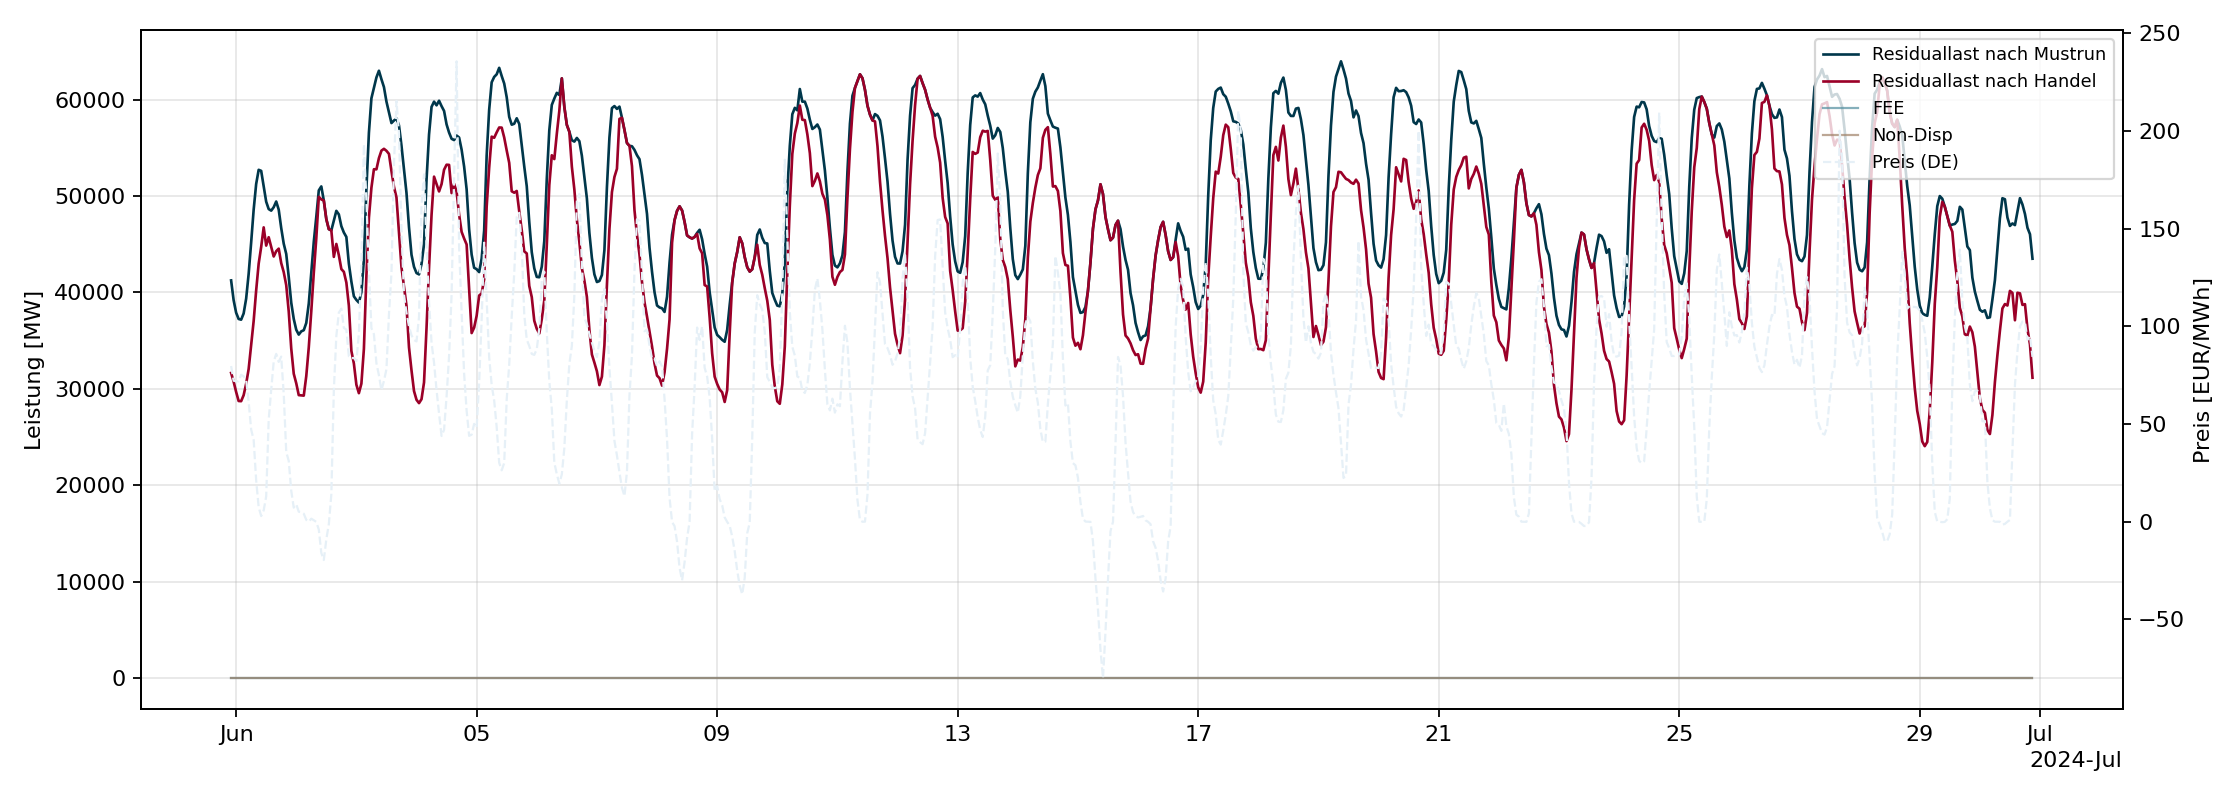 Residuallast nach Mustrun
Residuallast nach Handel
FEE
Non-Disp
Preis (DE)
Leistung [MW]
60000
50000
40000
30000
20000
10000
0
250
200
150
100
50
0
−50
Preis [EUR/MWh]
Jun 05 09 13 17 21 25 29 Jul
2024-Jul